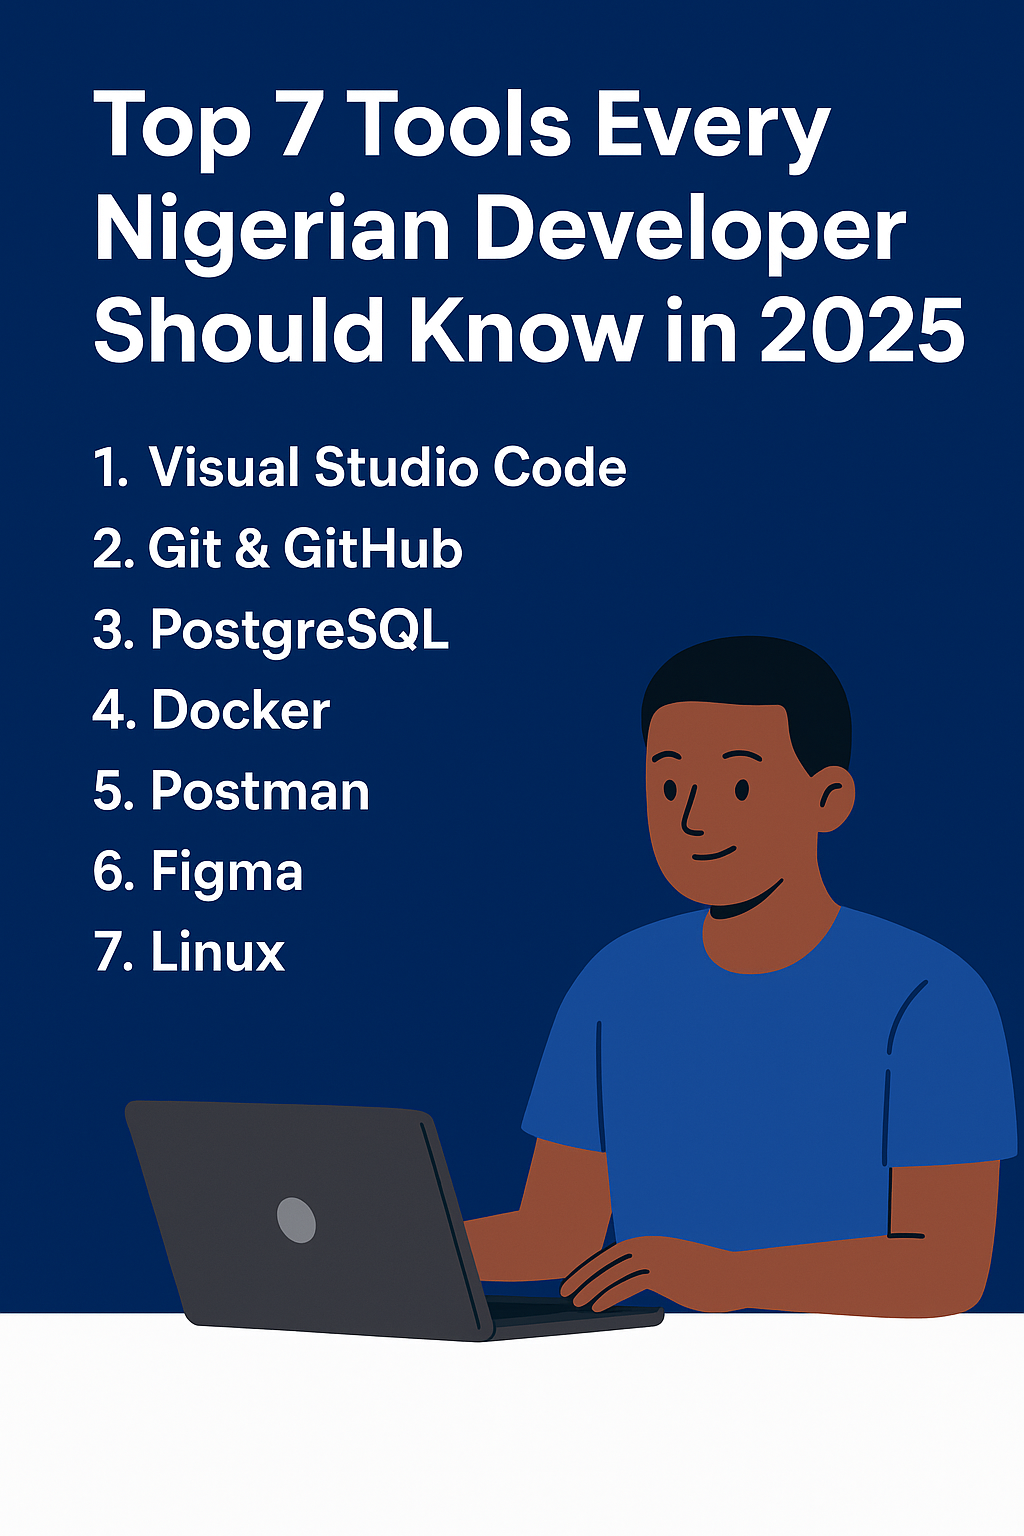 Top 7 Tools Every
Nigerian Developer
Should Know in 2025
1. Visual Studio Code
2. Git & GitHub
3. PostgreSQL
4. Docker
5. Postman
6. Figma
7. Linux